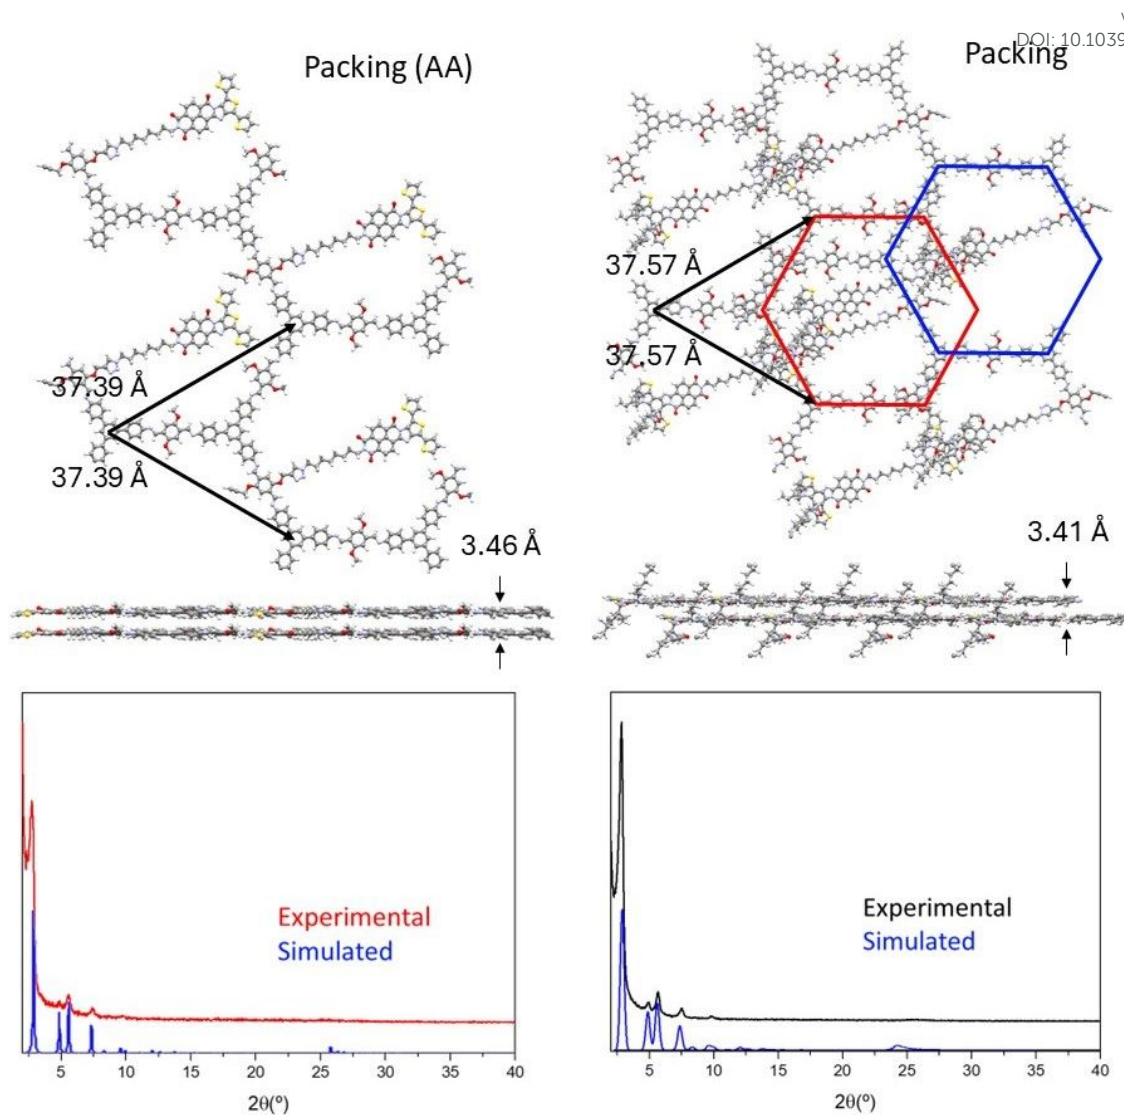 DOI: 10.1039
Packing (AA)
Packing
37.39 Å
37.39 Å
3.46 Å
37.57 Å
37.57 Å
3.41 Å
Experimental
Simulated
5 10 15 20 25 30 35 40
2θ(°)
Experimental
Simulated
5 10 15 20 25 30 35 40
2θ(°)